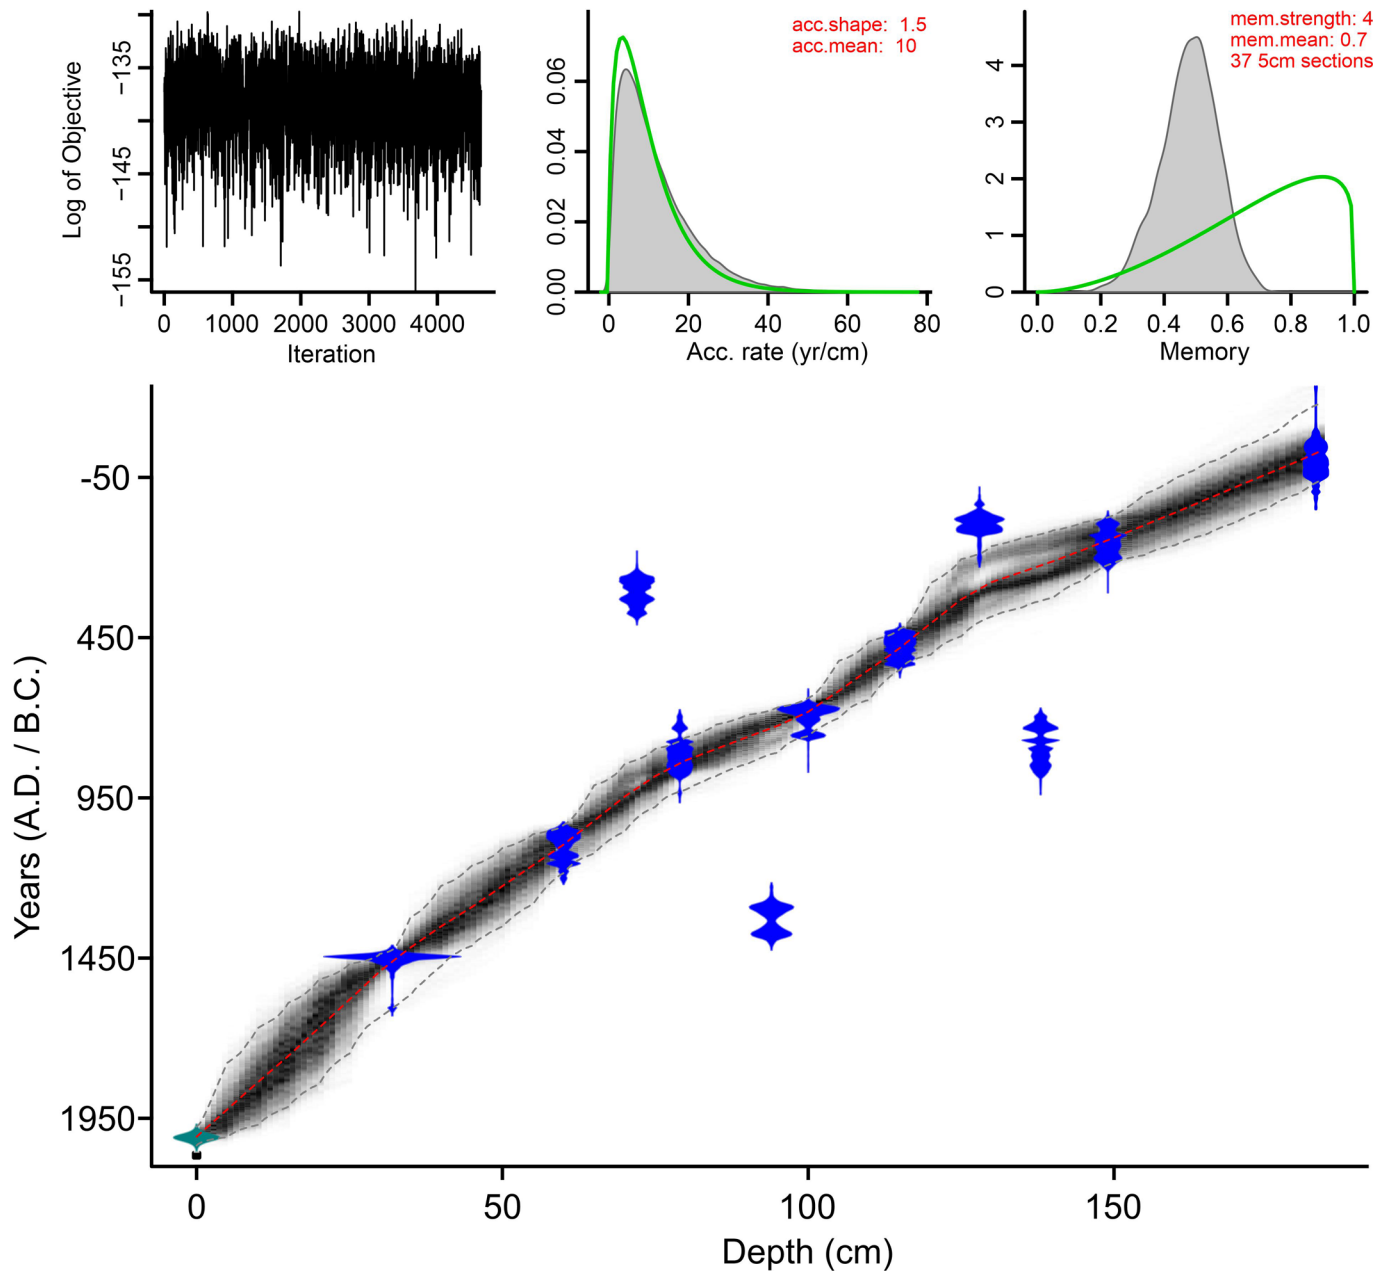 Log of Objective
−155
−145
−135
0 1000 2000 3000 4000
Iteration
acc.shape: 1.5
acc.mean: 10
0.00 0.02 0.04 0.06
0 20 40 60 80
Acc. rate (yr/cm)
mem.strength: 4
mem.mean: 0.7
37 5cm sections
0 1 2 3 4
0.0 0.2 0.4 0.6 0.8 1.0
Memory
Years (A.D. / B.C.)
-50
450
950
1450
1950
0 50 100 150
Depth (cm)